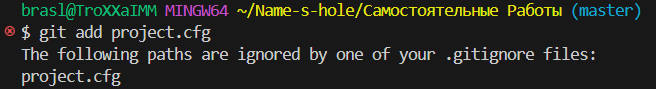 brasl@TroXXaIMM MINGW64 ~/Name-s-hole/Самостоятельные Работы (master)
$ git add project.cfg
The following paths are ignored by one of your .gitignore files:
project.cfg